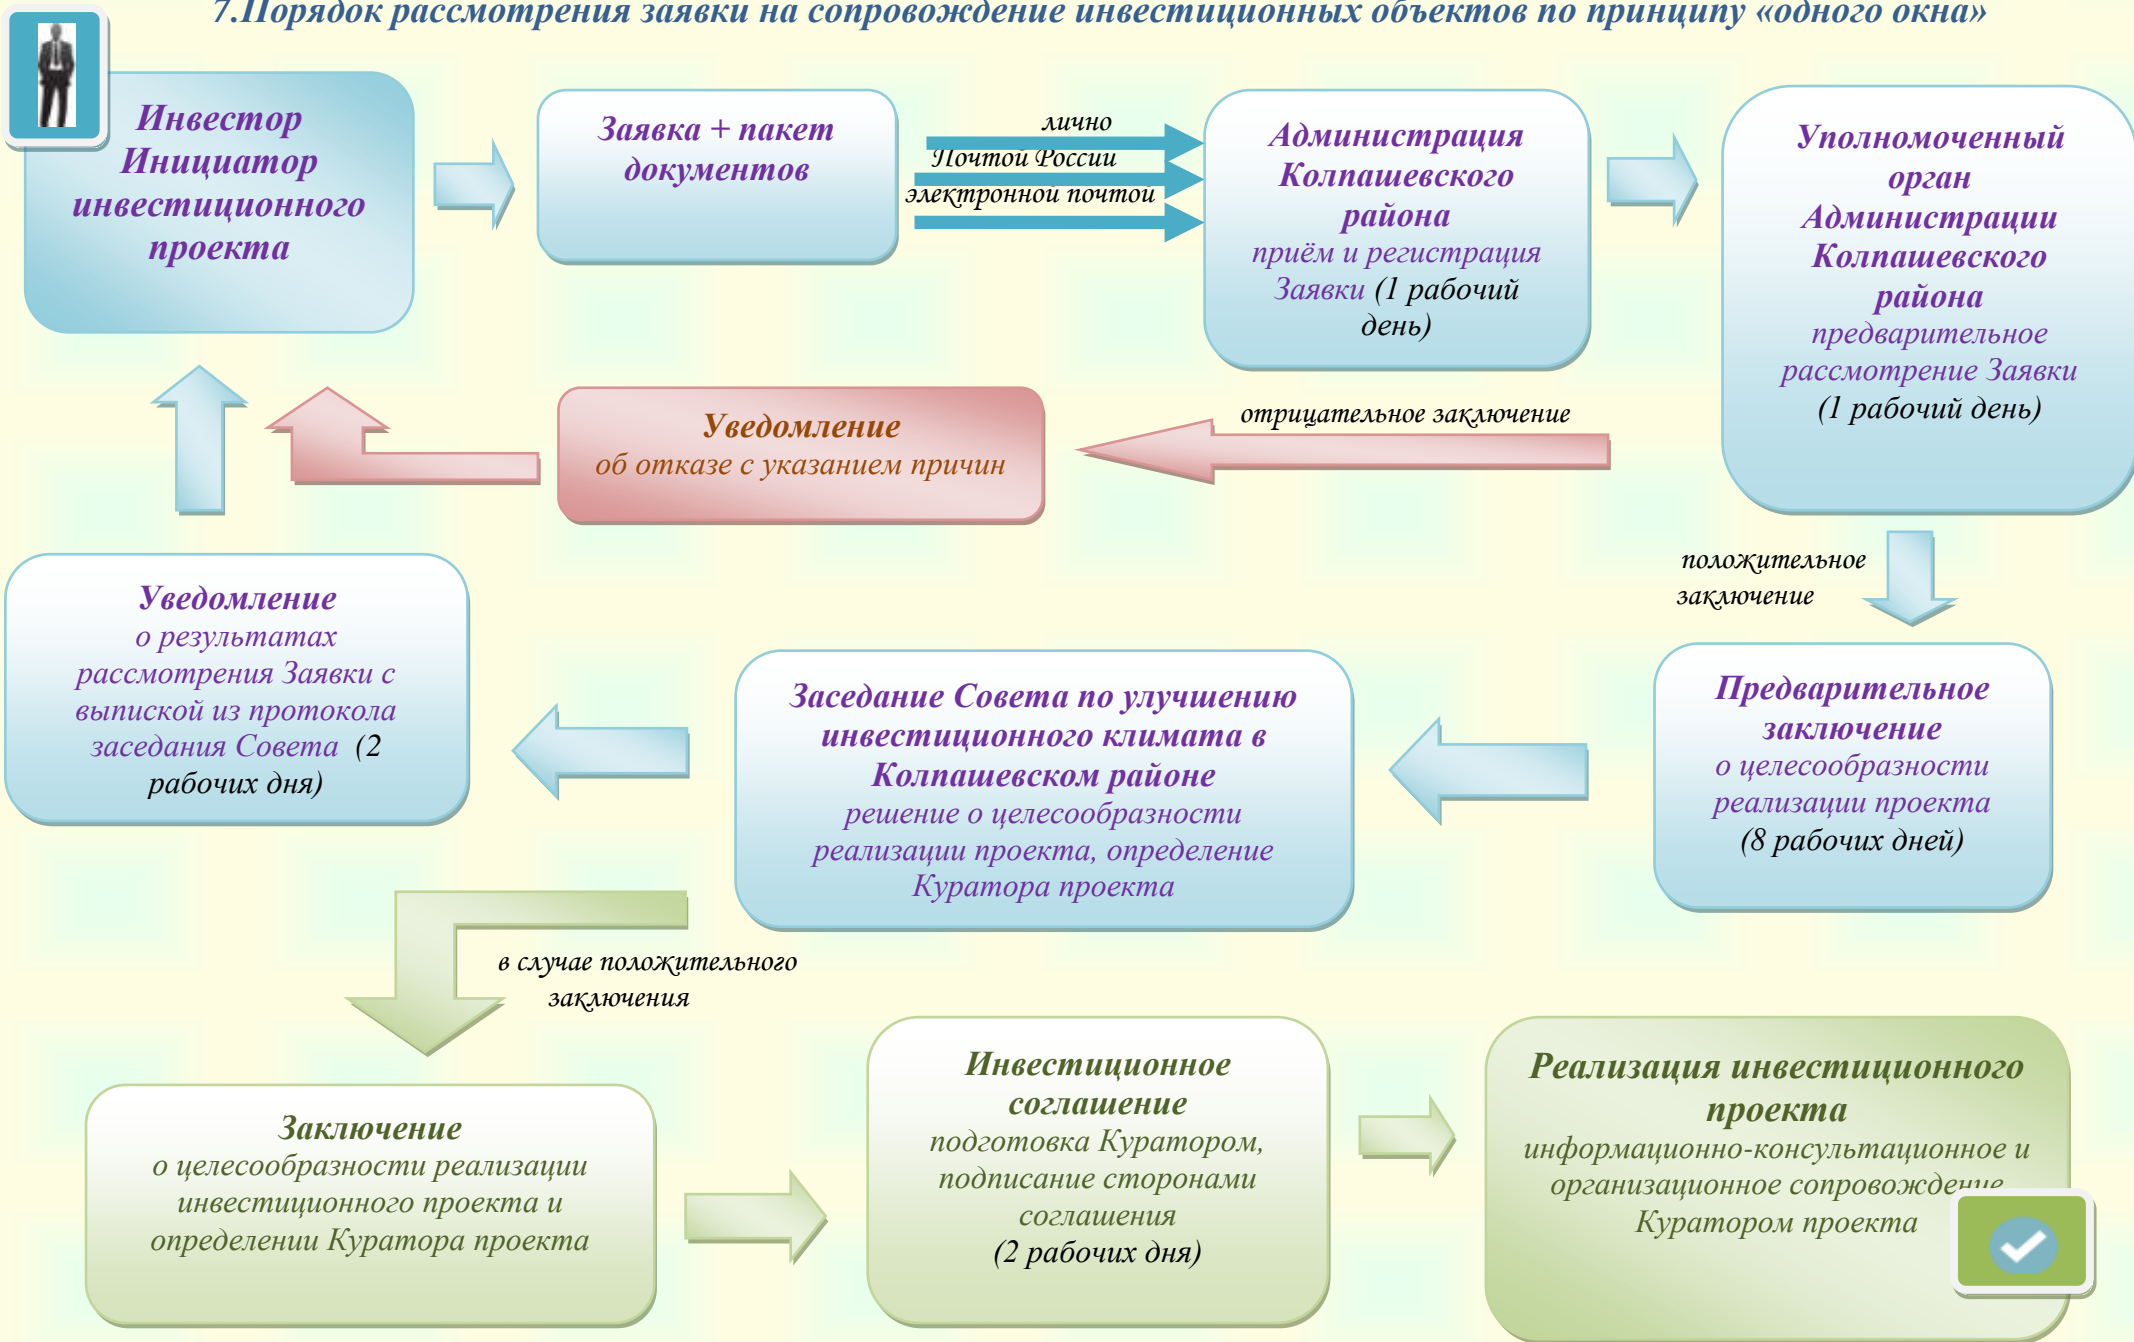 7.Порядок рассмотрения заявки на сопровождение инвестиционных объектов по принципу «одного окна»
Инвестор
Инициатор
инвестиционного
проекта
Заявка + пакет
документов
лично
Почтой России
электронной почтой
Администрация
Колпашевского
района
приём и регистрация
Заявки (1 рабочий
день)
Уполномоченный
орган
Администрации
Колпашевского
района
предварительное
рассмотрение Заявки
(1 рабочий день)
отрицательное заключение
Уведомление
об отказе с указанием причин
положительное
заключение
Предварительное
заключение
о целесообразности
реализации проекта
(8 рабочих дней)
Заседание Совета по улучшению
инвестиционного климата в
Колпашевском районе
решение о целесообразности
реализации проекта, определение
Куратора проекта
Уведомление
о результатах
рассмотрения Заявки с
выпиской из протокола
заседания Совета (2
рабочих дня)
в случае положительного
заключения
Заключение
о целесообразности реализации
инвестиционного проекта и
определении Куратора проекта
Инвестиционное
соглашение
подготовка Куратором,
подписание сторонами
соглашения
(2 рабочих дня)
Реализация инвестиционного
проекта
информационно-консультационное и
организационное сопровождение
Куратором проекта